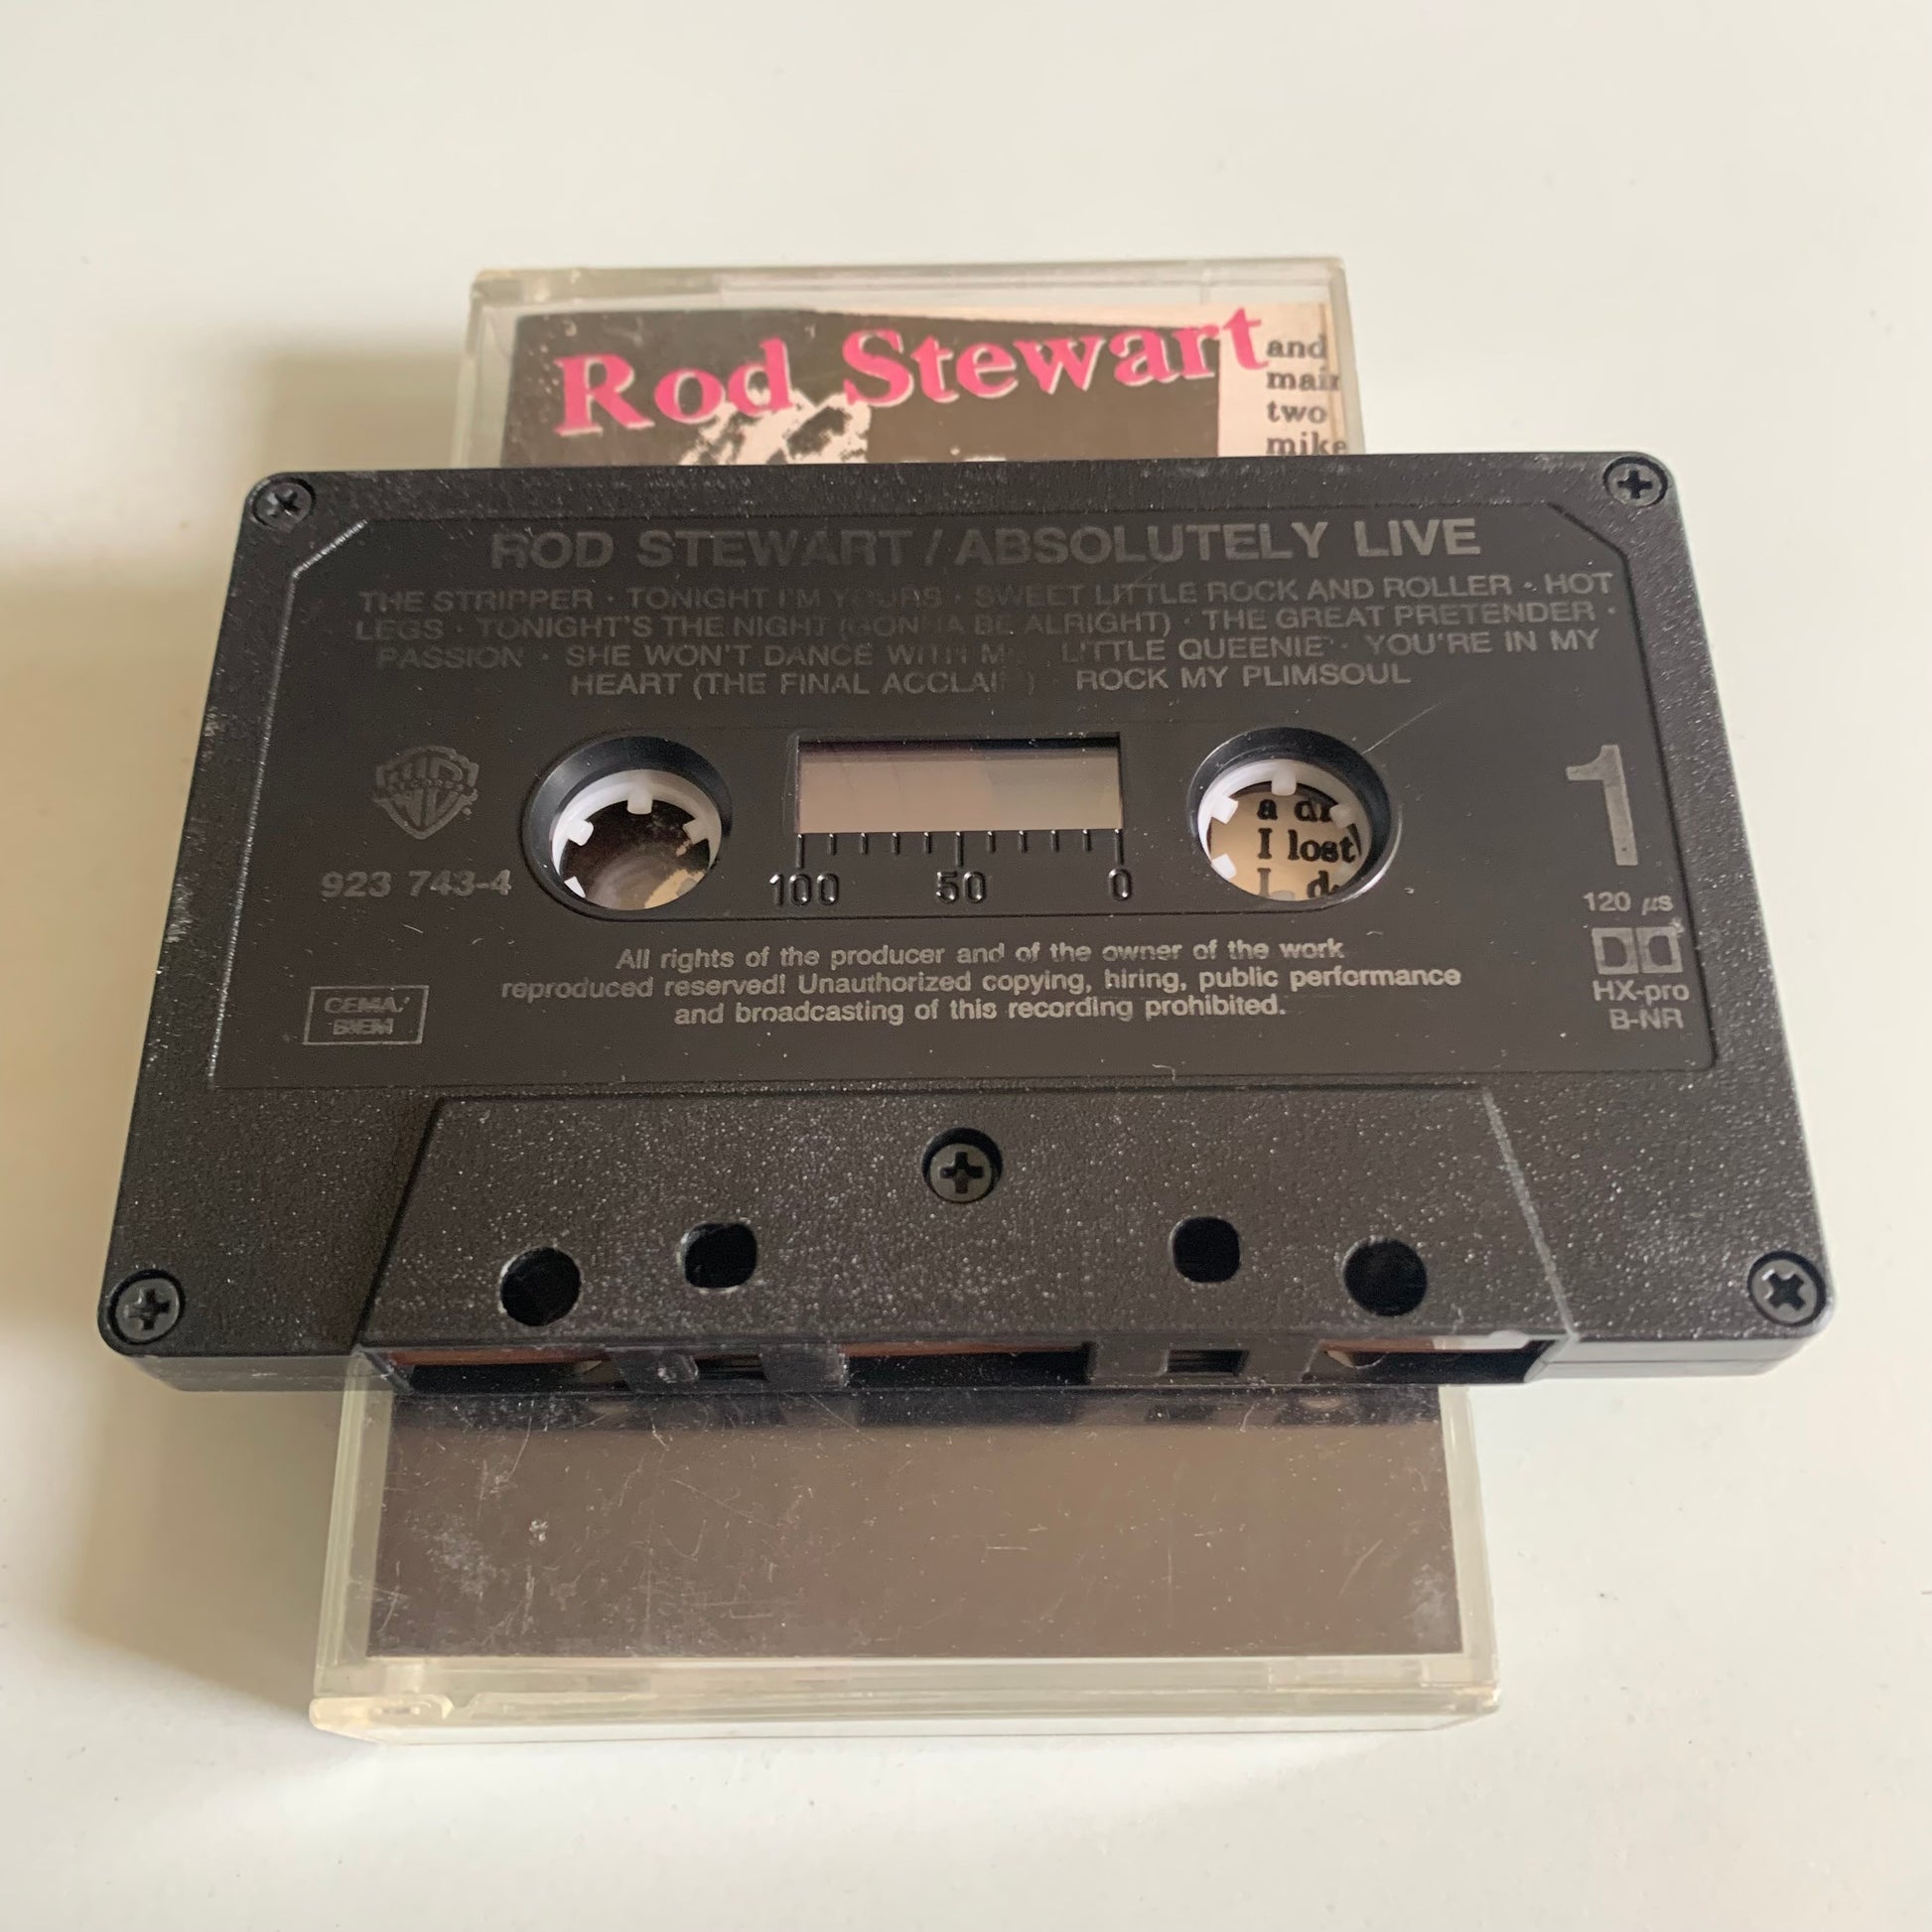 Rod Stewart
and
main
two
mike
ROD STEWART / ABSOLUTELY LIVE
THE STRIPPER · TONIGHT I'M YOURS · SWEET LITTLE ROCK AND ROLLER · HOT
LEGS · TONIGHT'S THE NIGHT (GONNA BE ALRIGHT) · THE GREAT PRETENDER ·
PASSION · SHE WON'T DANCE WITH M LITTLE QUEENIE · YOU'RE IN MY
HEART (THE FINAL ACCLAI ) ROCK MY PLIMSOUL
1
923 743-4
100 50 0
a
I lost
I
120 µs
HX-pro
B-NR
All rights of the producer and of the owner of the work
reproduced reserved! Unauthorized copying, hiring, public performance
and broadcasting of this recording prohibited.
GEMA/
BIEM